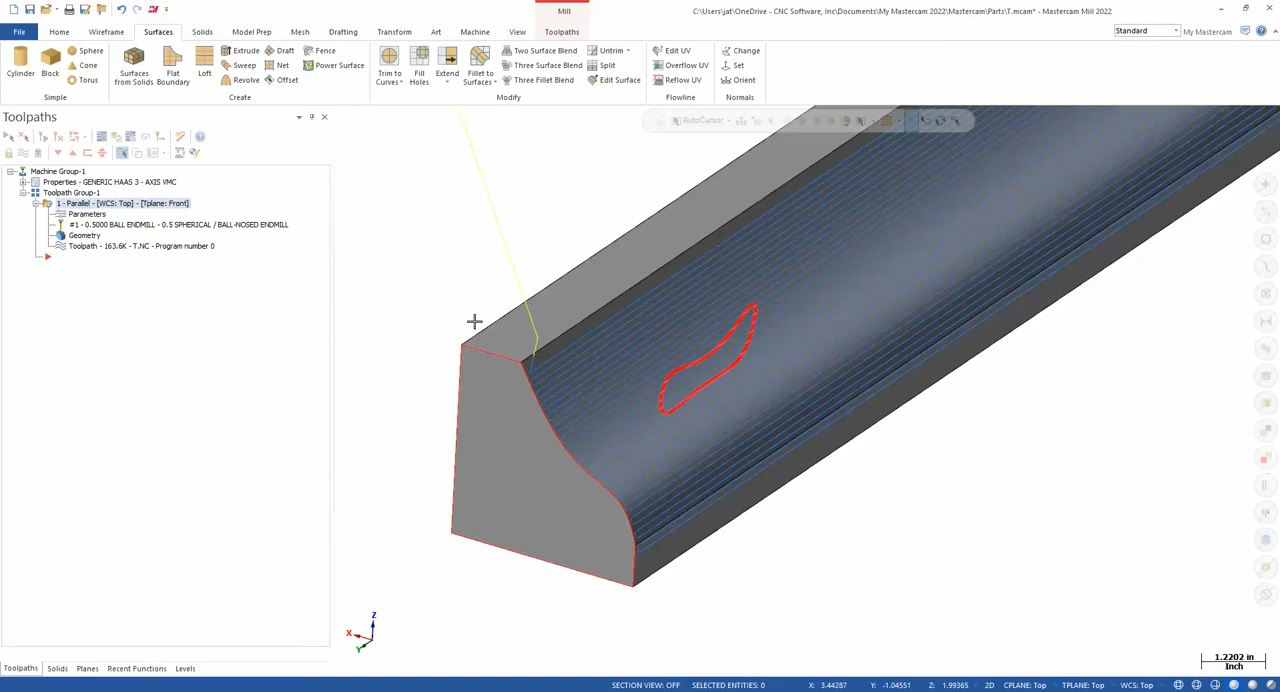 Mill
C:\Users\jat\OneDrive - CNC Software, Inc\Documents\My Mastercam 2022\Mastercam\Parts\T.mcam* - Mastercam Mill 2022
File Home Wireframe Surfaces Solids Model Prep Mesh Drafting Transform Art Machine View Toolpaths
Standard My Mastercam
Cylinder Block Sphere Cone Torus
Simple
Surfaces from Solids Flat Boundary Loft Extrude Sweep Revolve Draft Net Offset Fence Power Surface
Create
Trim to Curves Fill Holes Extend Fillet to Surfaces Two Surface Blend Three Surface Blend Three Fillet Blend Untrim Split Edit Surface
Modify
Edit UV Overflow UV Reflow UV
Flowline
Change Set Orient
Normals
Toolpaths
AutoCursor
G1
Machine Group-1
Properties - GENERIC HAAS 3 - AXIS VMC
Toolpath Group-1
1 - Parallel - [WCS: Top] - [Tplane: Front]
Parameters
#1 - 0.5000 BALL ENDMILL - 0.5 SPHERICAL / BALL-NOSED ENDMILL
Geometry
Toolpath - 163.6K - T.NC - Program number 0
Z
X
Y
1.2202 in
Inch
Toolpaths Solids Planes Recent Functions Levels
SECTION VIEW: OFF SELECTED ENTITIES: 0 X: 3.44287 Y: -1.04551 Z: 1.99365 2D CPLANE: Top TPLANE: Top WCS: Top